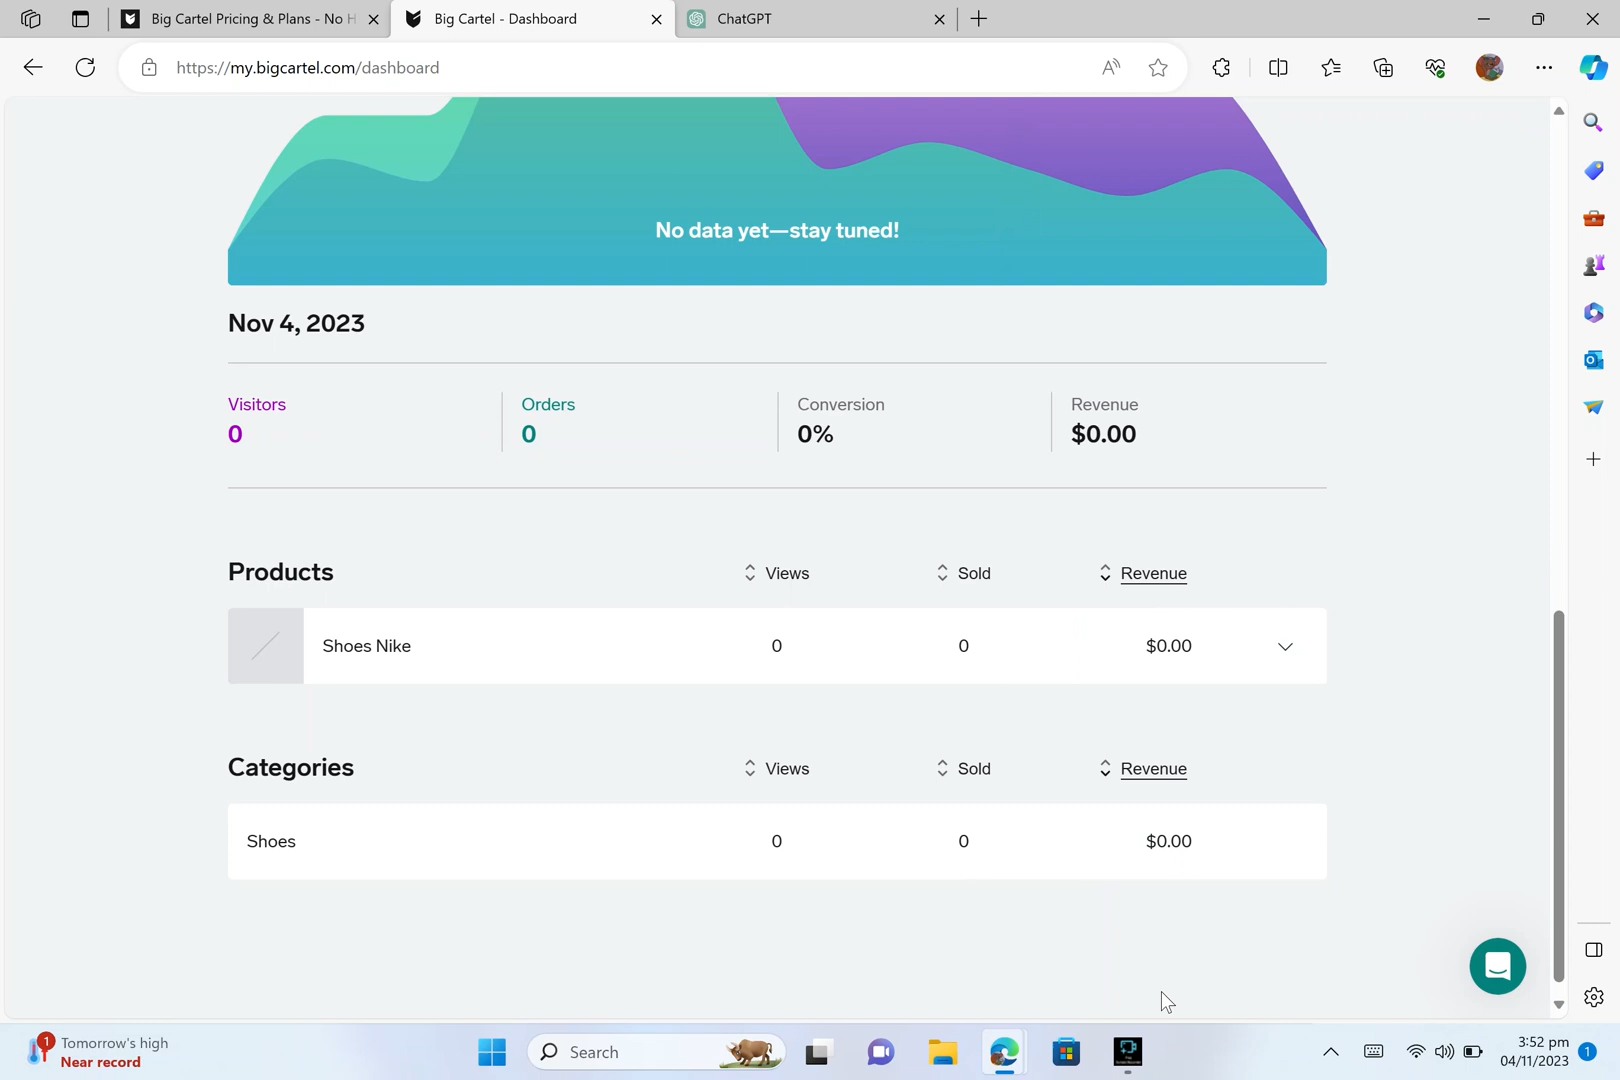 Big Cartel Pricing & Plans - No H
Big Cartel - Dashboard
ChatGPT
https://my.bigcartel.com/dashboard
No data yet—stay tuned!
Nov 4, 2023
Visitors Orders Conversion Revenue
0 0 0% $0.00
Products Views Sold Revenue
Shoes Nike 0 0 $0.00
Categories Views Sold Revenue
Shoes 0 0 $0.00
1 Tomorrow's high
Near record
Search
3:52 pm
04/11/2023
1